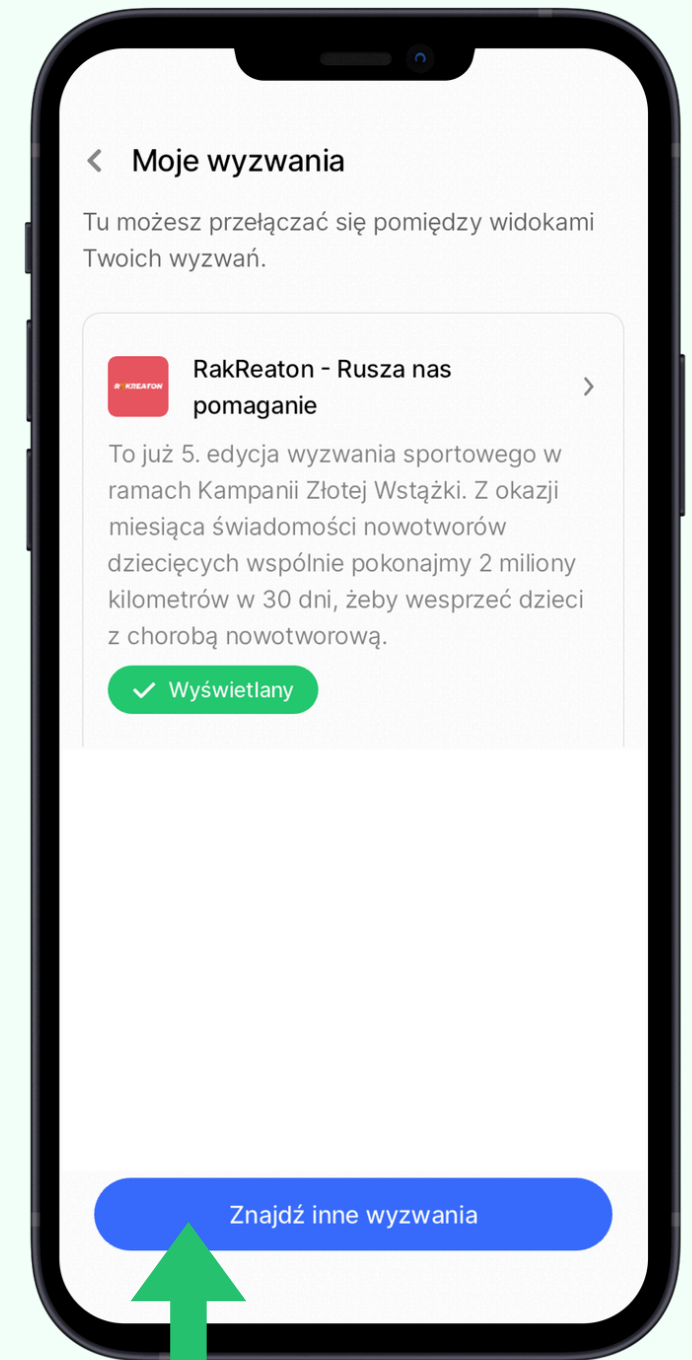 Moje wyzwania
Tu możesz przełączać się pomiędzy widokami
Twoich wyzwań.
RAKREATON
RakReaton - Rusza nas
pomaganie
To już 5. edycja wyzwania sportowego w
ramach Kampanii Złotej Wstążki. Z okazji
miesiąca świadomości nowotworów
dziecięcych wspólnie pokonajmy 2 miliony
kilometrów w 30 dni, żeby wesprzeć dzieci
z chorobą nowotworową.
Wyświetlany
Znajdź inne wyzwania